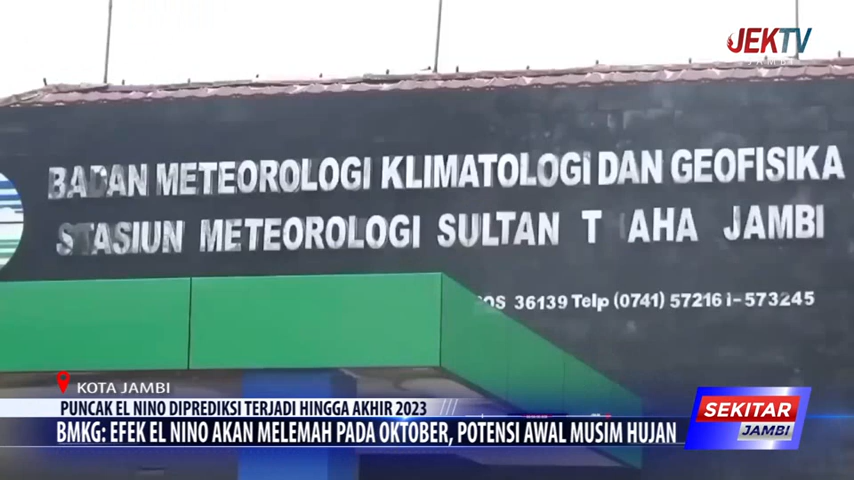 JEKTV
JAMBI
BADAN METEOROLOGI KLIMATOLOGI DAN GEOFISIKA
STASIUN METEOROLOGI SULTAN T AHA JAMBI
OS 36139 Telp (0741) 57216 i-573245
KOTA JAMBI
PUNCAK EL NINO DIPREDIKSI TERJADI HINGGA AKHIR 2023
BMKG: EFEK EL NINO AKAN MELEMAH PADA OKTOBER, POTENSI AWAL MUSIM HUJAN
SEKITAR
JAMBI